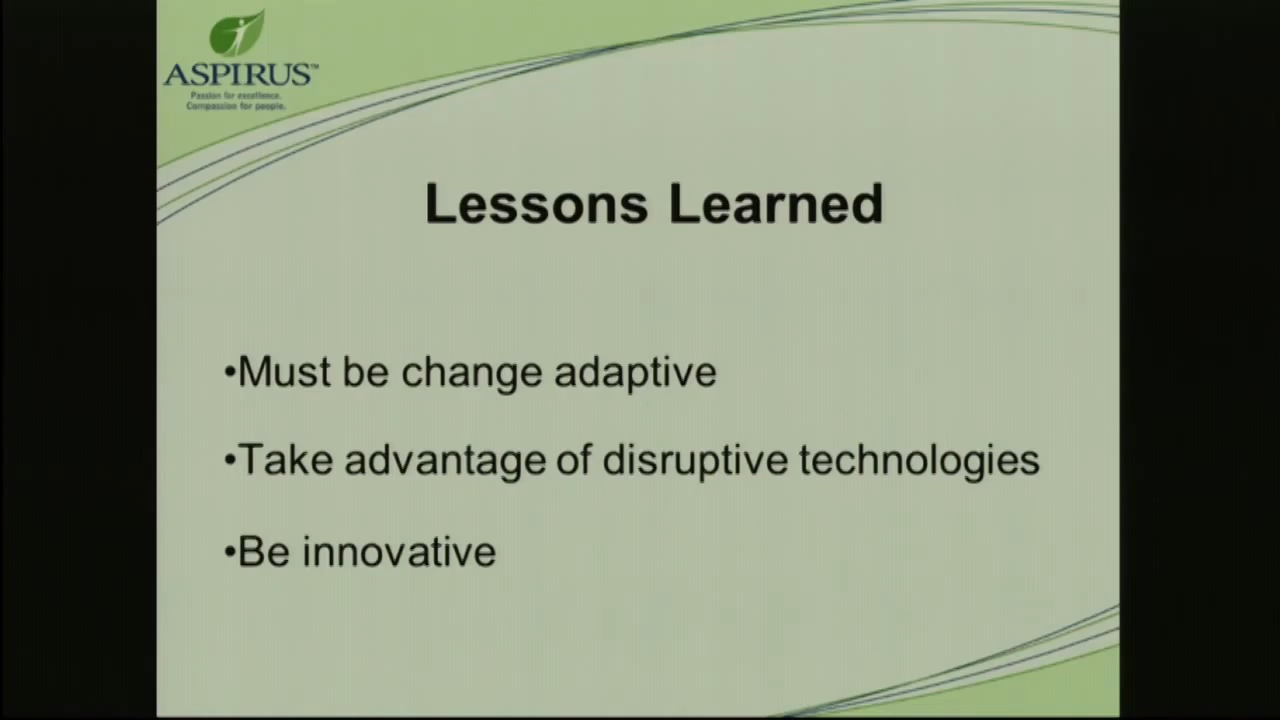 ASPIRUS™
Passion for excellence.
Compassion for people.
Lessons Learned
•Must be change adaptive
•Take advantage of disruptive technologies
•Be innovative